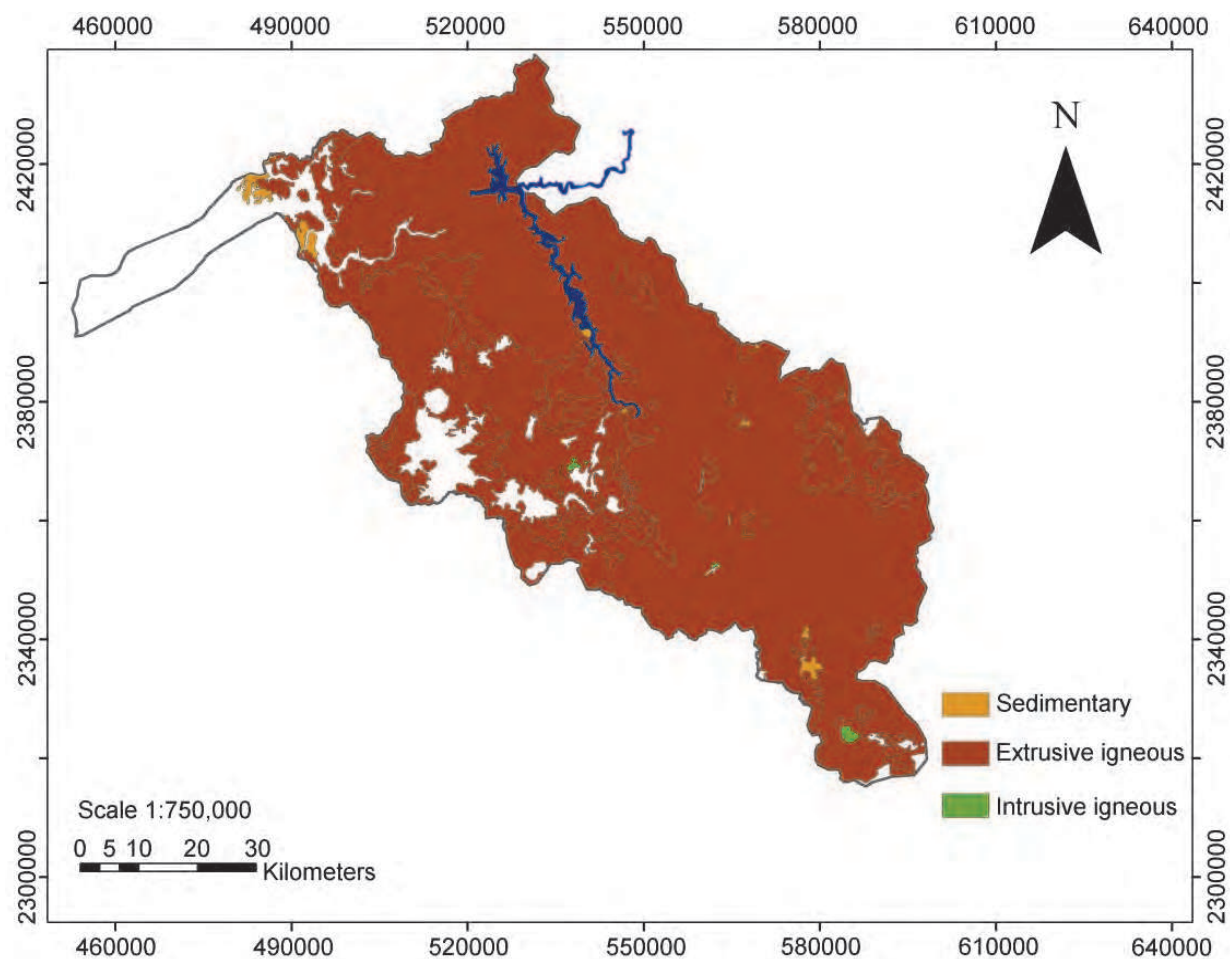 460000 490000 520000 550000 580000 610000 640000
N
2420000 2420000
2380000 2380000
2340000 2340000
Sedimentary
Extrusive igneous
Intrusive igneous
Scale 1:750,000
0 5 10 20 30
Kilometers
2300000 2300000
460000 490000 520000 550000 580000 610000 640000